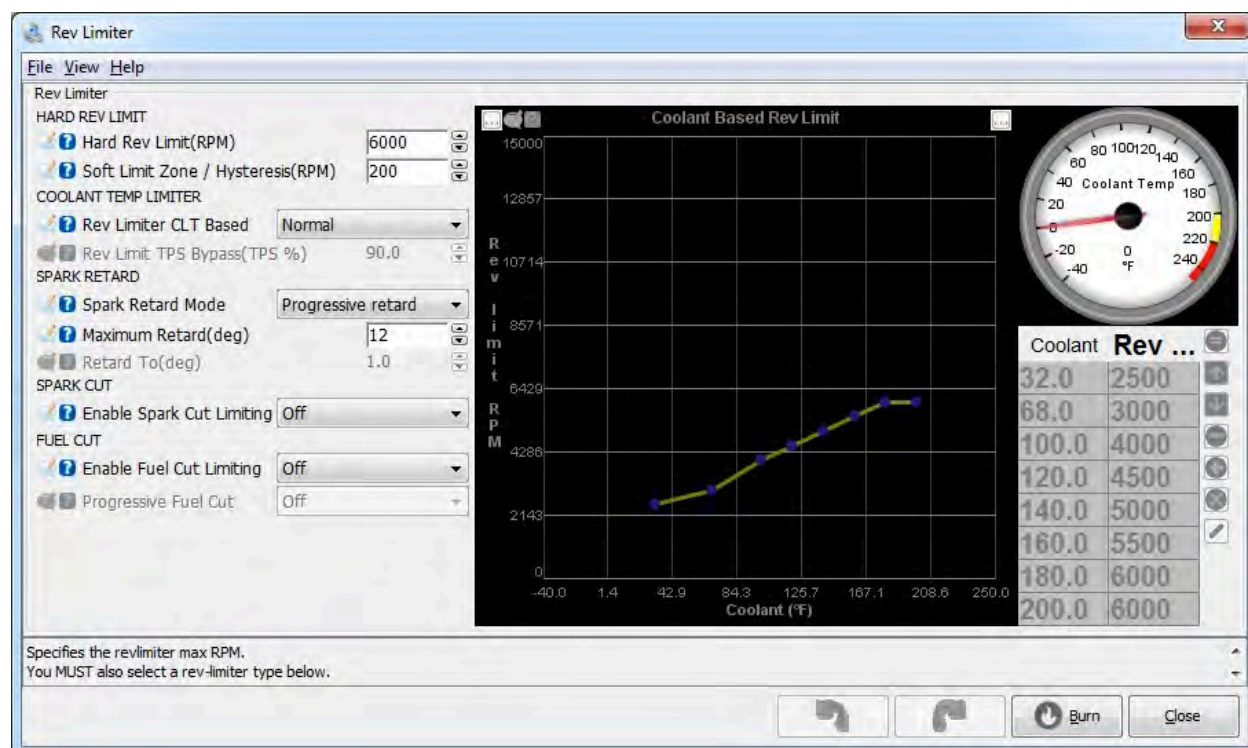 Rev Limiter
File View Help
Rev Limiter
HARD REV LIMIT
Hard Rev Limit(RPM) 6000
Soft Limit Zone / Hysteresis(RPM) 200
COOLANT TEMP LIMITER
Rev Limiter CLT Based Normal
Rev Limit TPS Bypass(TPS %) 90.0
SPARK RETARD
Spark Retard Mode Progressive retard
Maximum Retard(deg) 12
Retard To(deg) 1.0
SPARK CUT
Enable Spark Cut Limiting Off
FUEL CUT
Enable Fuel Cut Limiting Off
Progressive Fuel Cut Off
Coolant Based Rev Limit
Rev limit RPM
15000
12857
10714
8571
6429
4286
2143
0
-40.0 1.4 42.9 84.3 125.7 167.1 208.6 250.0
Coolant (°F)
-40 -20 0 20 40 60 80 100 120 140 160 180 200 220 240
Coolant Temp
0
°F
Coolant Rev ...
32.0 2500
68.0 3000
100.0 4000
120.0 4500
140.0 5000
160.0 5500
180.0 6000
200.0 6000
Specifies the revlimiter max RPM.
You MUST also select a rev-limiter type below.
Burn Close